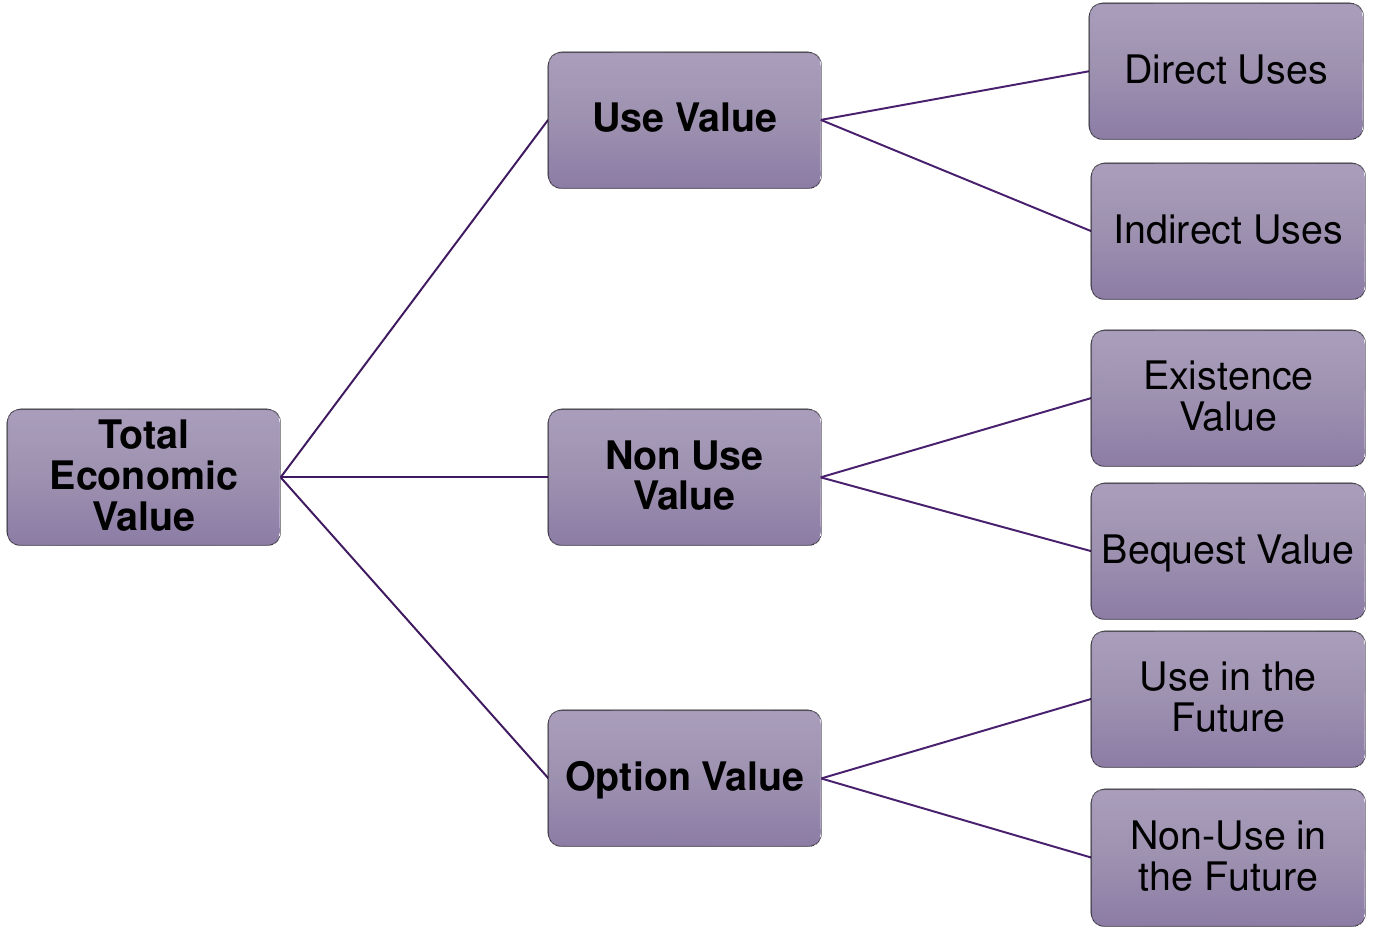 Direct Uses
Use Value
Indirect Uses
Existence
Value
Total
Economic
Value
Non Use
Value
Bequest Value
Use in the
Future
Option Value
Non-Use in
the Future